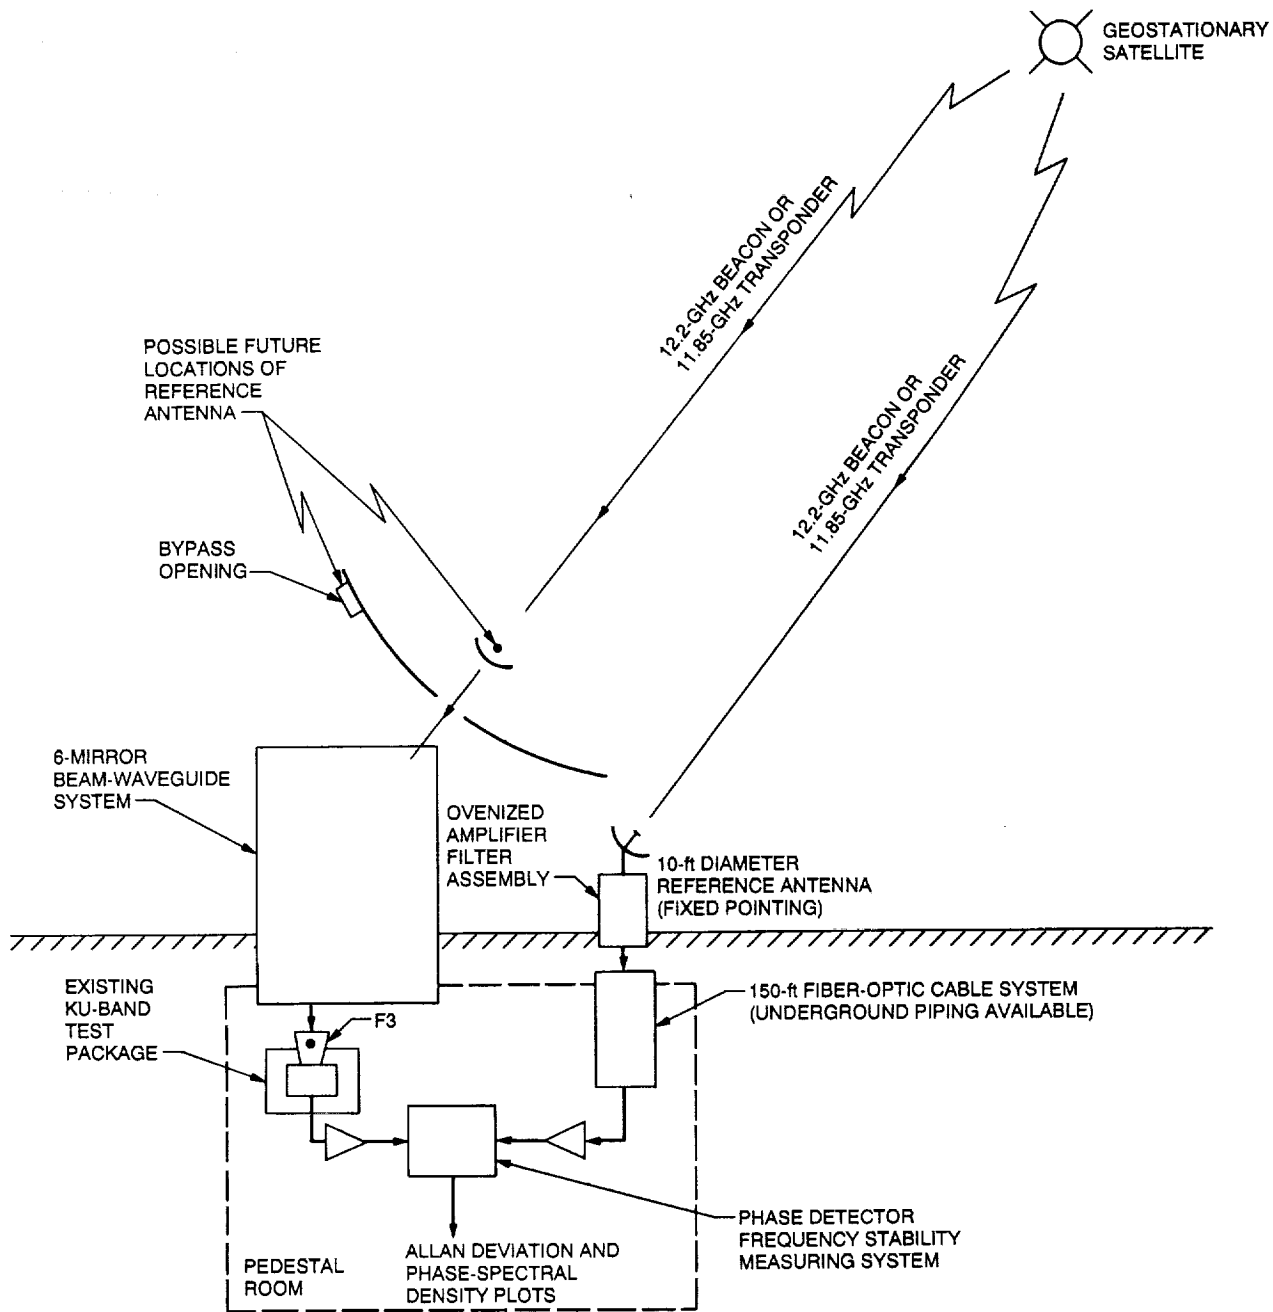 GEOSTATIONARY
SATELLITE
12.2-GHz BEACON OR
11.85-GHz TRANSPONDER
12.2-GHz BEACON OR
11.85-GHz TRANSPONDER
POSSIBLE FUTURE
LOCATIONS OF
REFERENCE
ANTENNA
BYPASS
OPENING
6-MIRROR
BEAM-WAVEGUIDE
SYSTEM
OVENIZED
AMPLIFIER
FILTER
ASSEMBLY
10-ft DIAMETER
REFERENCE ANTENNA
(FIXED POINTING)
EXISTING
KU-BAND
TEST
PACKAGE
F3
150-ft FIBER-OPTIC CABLE SYSTEM
(UNDERGROUND PIPING AVAILABLE)
PHASE DETECTOR
FREQUENCY STABILITY
MEASURING SYSTEM
PEDESTAL
ROOM
ALLAN DEVIATION AND
PHASE-SPECTRAL
DENSITY PLOTS